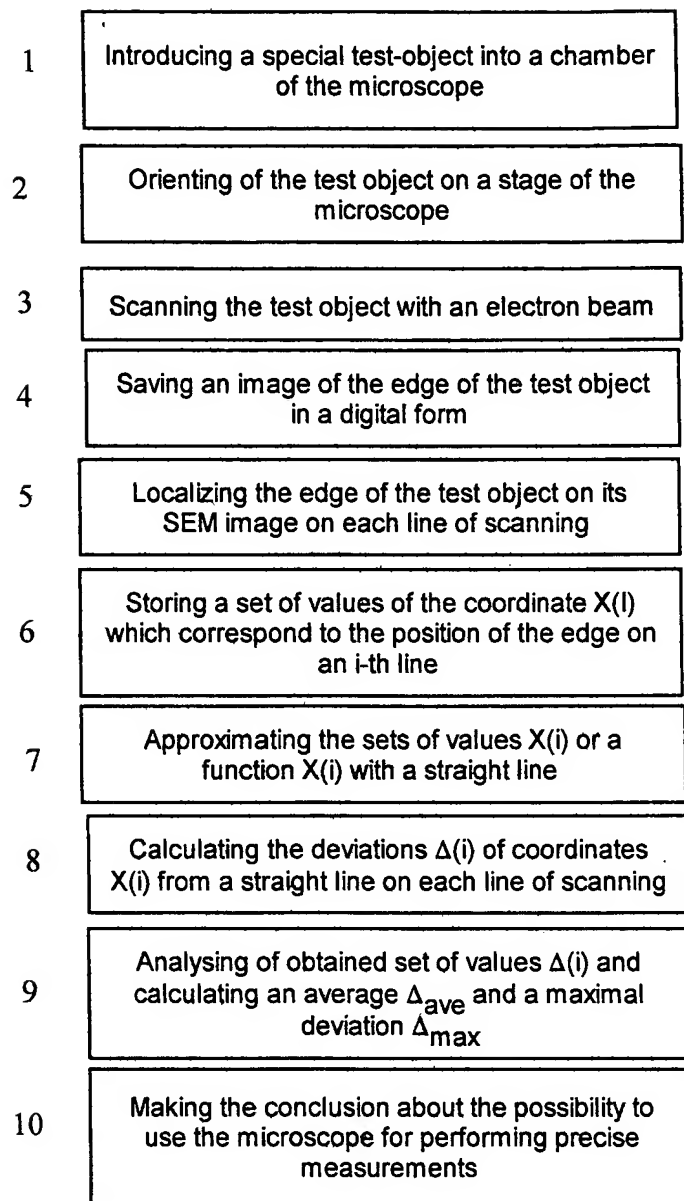 1
Introducing a special test-object into a chamber
of the microscope
2
Orienting of the test object on a stage of the
microscope
3
Scanning the test object with an electron beam
4
Saving an image of the edge of the test object
in a digital form
5
Localizing the edge of the test object on its
SEM image on each line of scanning
6
Storing a set of values of the coordinate X(I)
which correspond to the position of the edge on
an i-th line
7
Approximating the sets of values X(i) or a
function X(i) with a straight line
8
Calculating the deviations Δ(i) of coordinates
X(i) from a straight line on each line of scanning
9
Analysing of obtained set of values Δ(i) and
calculating an average Δave and a maximal
deviation Δmax
10
Making the conclusion about the possibility to
use the microscope for performing precise
measurements